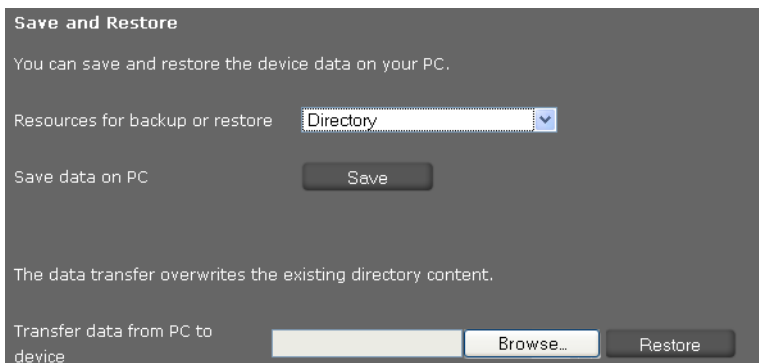 Save and Restore
You can save and restore the device data on your PC.
Resources for backup or restore Directory
Save data on PC Save
The data transfer overwrites the existing directory content.
Transfer data from PC to
device Browse... Restore